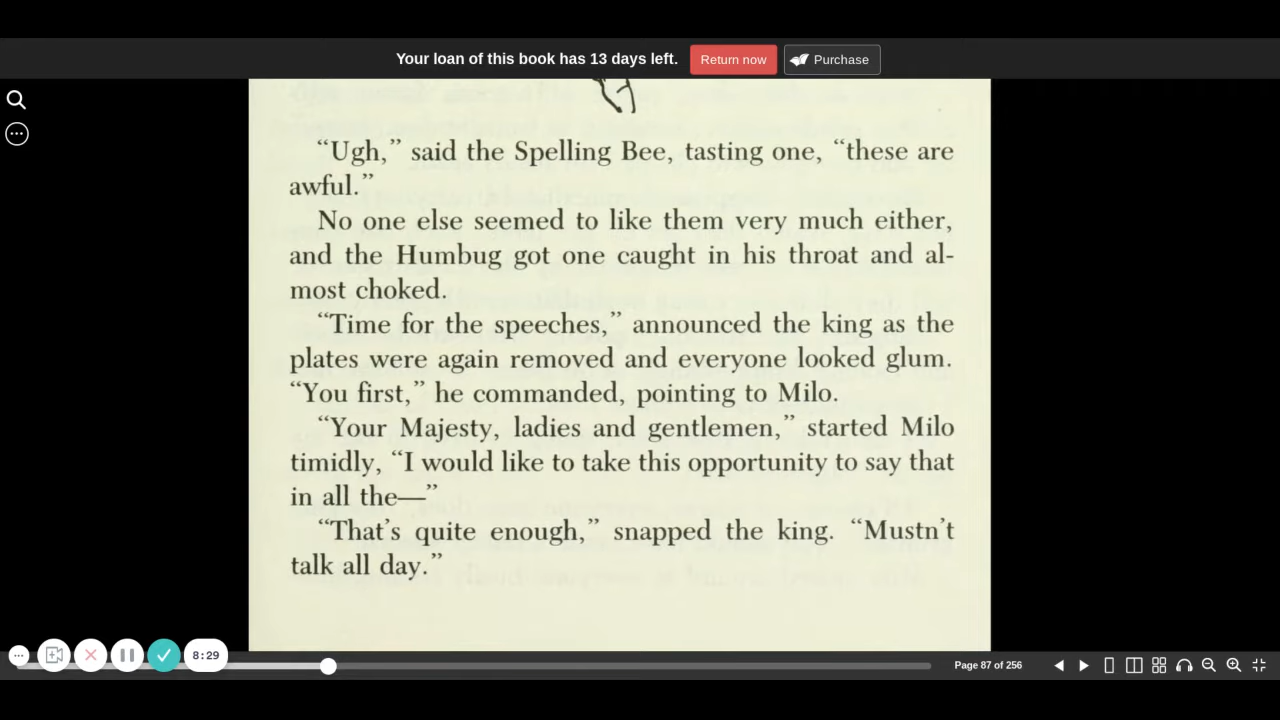 Your loan of this book has 13 days left. Return now Purchase
“Ugh,” said the Spelling Bee, tasting one, “these are
awful.”
No one else seemed to like them very much either,
and the Humbug got one caught in his throat and al-
most choked.
“Time for the speeches,” announced the king as the
plates were again removed and everyone looked glum.
“You first,” he commanded, pointing to Milo.
“Your Majesty, ladies and gentlemen,” started Milo
timidly, “I would like to take this opportunity to say that
in all the—”
“That’s quite enough,” snapped the king. “Mustn’t
talk all day.”
8:29
Page 87 of 256